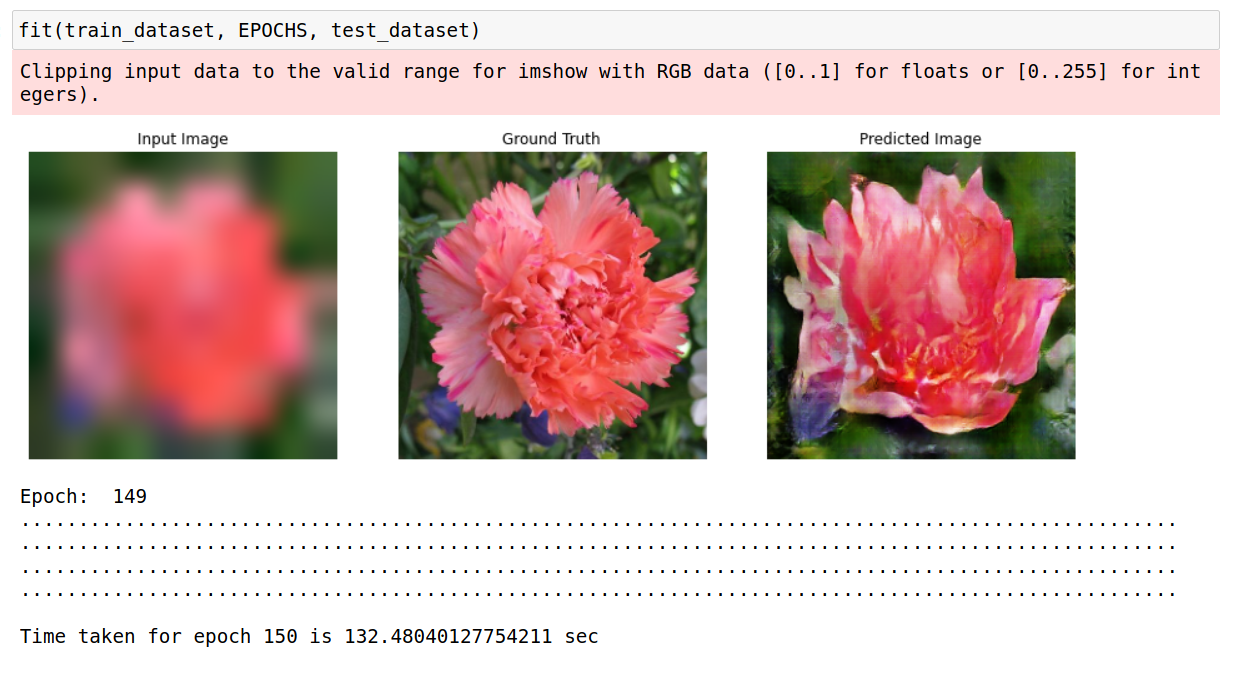 fit(train_dataset, EPOCHS, test_dataset)
Clipping input data to the valid range for imshow with RGB data ([0..1] for floats or [0..255] for int
egers).
Input Image
Ground Truth
Predicted Image
Epoch:  149
....................................................................................................
....................................................................................................
....................................................................................................
....................................................................................................
Time taken for epoch 150 is 132.48040127754211 sec